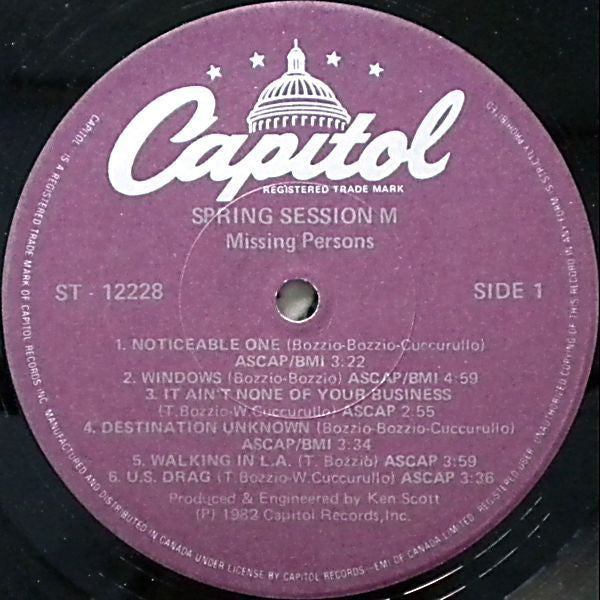 Capitol
REGISTERED TRADE MARK
SPRING SESSION M
Missing Persons
ST - 12228
SIDE 1
1. NOTICEABLE ONE (Bozzio-Bozzio-Cuccurullo)
ASCAP/BMI 3:22
2. WINDOWS (Bozzio-Bozzio) ASCAP/BMI 4:59
3. IT AIN'T NONE OF YOUR BUSINESS
(T.Bozzio-W.Cuccurullo) ASCAP 2:55
4. DESTINATION UNKNOWN (Bozzio-Bozzio-Cuccurullo)
ASCAP/BMI 3:34
5. WALKING IN L.A. (T. Bozzio) ASCAP 3:59
6. U.S. DRAG (T.Bozzio-W.Cuccurullo) ASCAP 3:36
Produced & Engineered by Ken Scott
(P) 1982 Capitol Records, Inc.
CAPITOL - IS A REGISTERED TRADE MARK OF CAPITOL RECORDS INC. MANUFACTURED AND DISTRIBUTED IN CANADA UNDER LICENSE BY CAPITOL RECORDS-EMI OF CANADA LIMITED. REGISTERED USER. UNAUTHORIZED COPYING OF THIS RECORD IN ANY FORM IS STRICTLY PROHIBITED